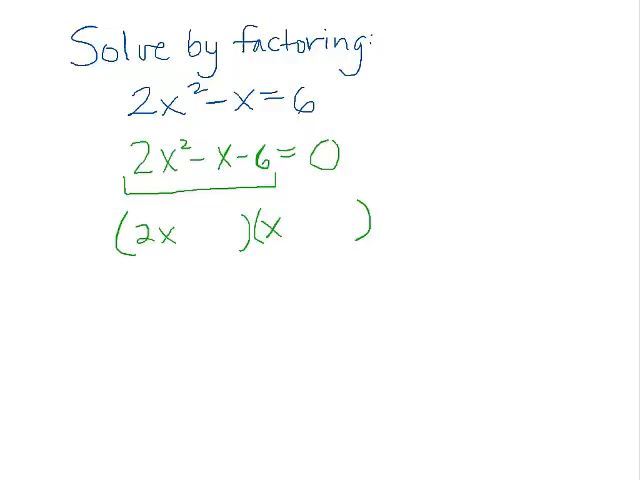 Solve by factoring:
2x² - x = 6
2x² - x - 6 = 0
(2x )(x )